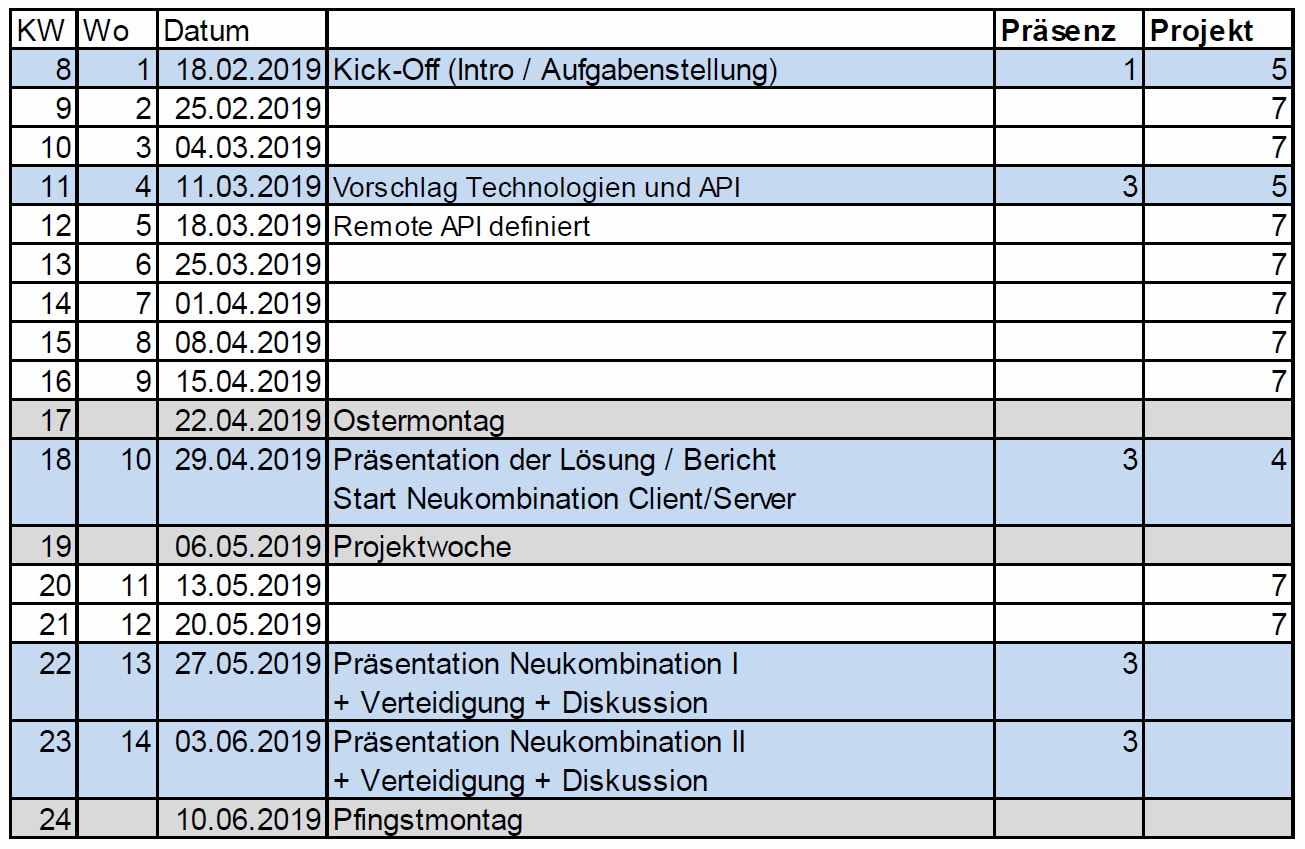 KW Wo Datum Präsenz Projekt
8 1 18.02.2019 Kick-Off (Intro / Aufgabenstellung) 1 5
9 2 25.02.2019 7
10 3 04.03.2019 7
11 4 11.03.2019 Vorschlag Technologien und API 3 5
12 5 18.03.2019 Remote API definiert 7
13 6 25.03.2019 7
14 7 01.04.2019 7
15 8 08.04.2019 7
16 9 15.04.2019 7
17 22.04.2019 Ostermontag
18 10 29.04.2019 Präsentation der Lösung / Bericht 3 4
Start Neukombination Client/Server
19 06.05.2019 Projektwoche
20 11 13.05.2019 7
21 12 20.05.2019 7
22 13 27.05.2019 Präsentation Neukombination I 3
+ Verteidigung + Diskussion
23 14 03.06.2019 Präsentation Neukombination II 3
+ Verteidigung + Diskussion
24 10.06.2019 Pfingstmontag